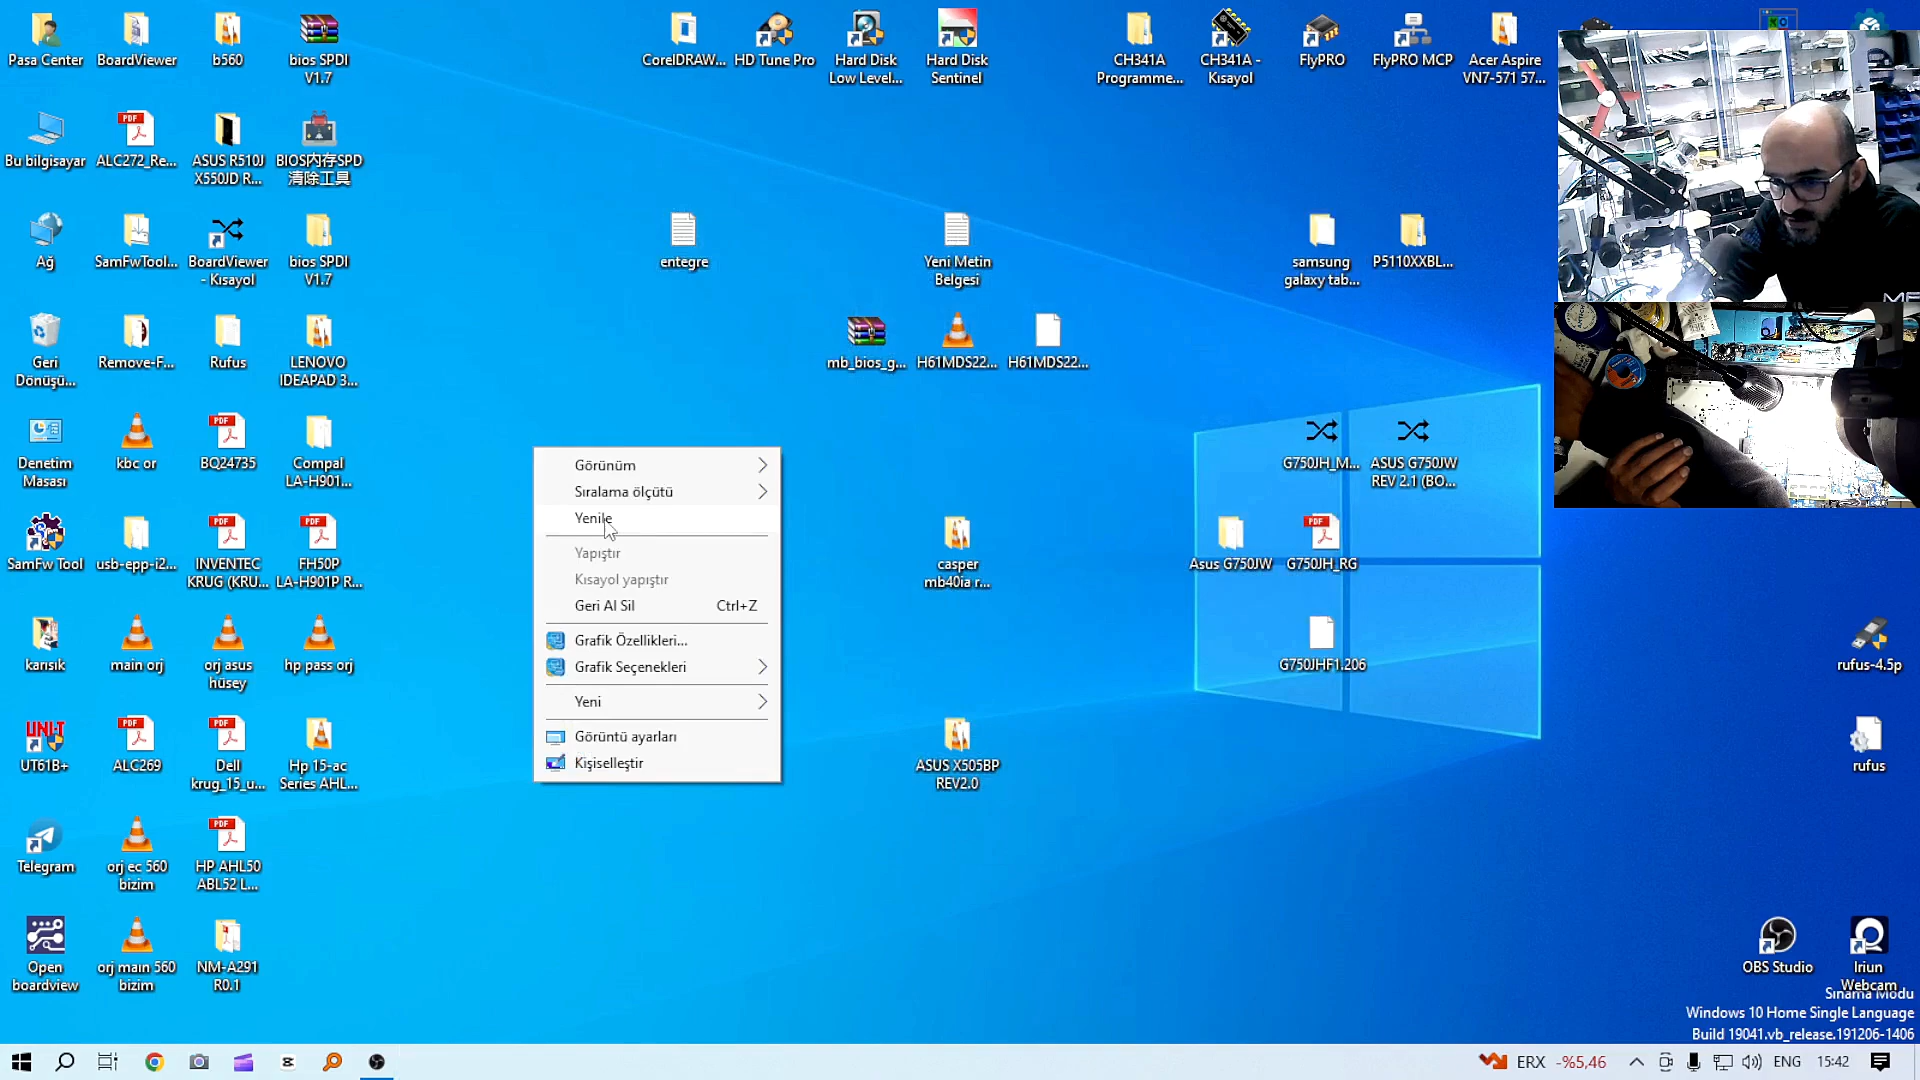 Pasa Center
BoardViewer
b560
bios SPDI
V1.7
CorelDRAW...
HD Tune Pro
Hard Disk
Low Level...
Hard Disk
Sentinel
CH341A
Programme...
CH341A -
Kısayol
FlyPRO
FlyPRO MCP
Acer Aspire
VN7-571 57...
Bu bilgisayar
ALC272_Re...
ASUS R510J
X550JD R...
BIOS内存SPD
清除工具
Ağ
SamFwTool...
BoardViewer
- Kısayol
bios SPDI
V1.7
entegre
Yeni Metin
Belgesi
samsung
galaxy tab...
P5110XXBL...
Geri
Dönüşü...
Remove-F...
Rufus
LENOVO
IDEAPAD 3...
mb_bios_g...
H61MDS22...
H61MDS22...
Denetim
Masası
kbc or
BQ24735
Compal
LA-H901...
G750JH_M...
ASUS G750JW
REV 2.1 (BO...
Görünüm
Sıralama ölçütü
Yenile
Yapıştır
Kısayol yapıştır
Geri Al Sil Ctrl+Z
Grafik Özellikleri...
Grafik Seçenekleri
Yeni
Görüntü ayarları
Kişiselleştir
SamFw Tool
usb-epp-i2...
INVENTEC
KRUG (KRU...
FH50P
LA-H901P R...
casper
mb40ia r...
Asus G750JW
G750JH_RG
karısık
main orj
orj asus
hüsey
hp pass orj
G750JHF1.206
rufus-4.5p
UNI-T
UT61B+
ALC269
Dell
krug_15_u...
Hp 15-ac
Series AHL...
ASUS X505BP
REV2.0
rufus
Telegram
orj ec 560
bizim
HP AHL50
ABL52 L...
Open
boardview
orj maın 560
bizim
NM-A291
R0.1
OBS Studio
Iriun
Webcam
Sınama Modu
Windows 10 Home Single Language
Build 19041.vb_release.191206-1406
ERX -%5,46
ENG
15:42